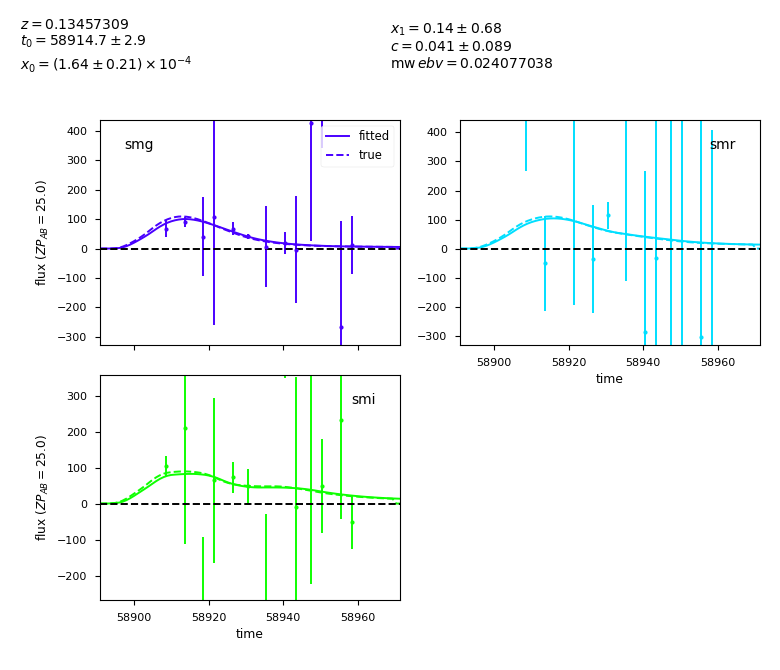 z = 0.13457309
t₀ = 58914.7 ± 2.9
x₀ = (1.64 ± 0.21) × 10⁻⁴
x₁ = 0.14 ± 0.68
c = 0.041 ± 0.089
mw ebv = 0.024077038
smg
fitted
true
400
300
200
100
0
−100
−200
−300
flux (ZP_AB = 25.0)
smr
400
300
200
100
0
−100
−200
−300
58900 58920 58940 58960
time
smi
300
200
100
0
−100
−200
flux (ZP_AB = 25.0)
58900 58920 58940 58960
time